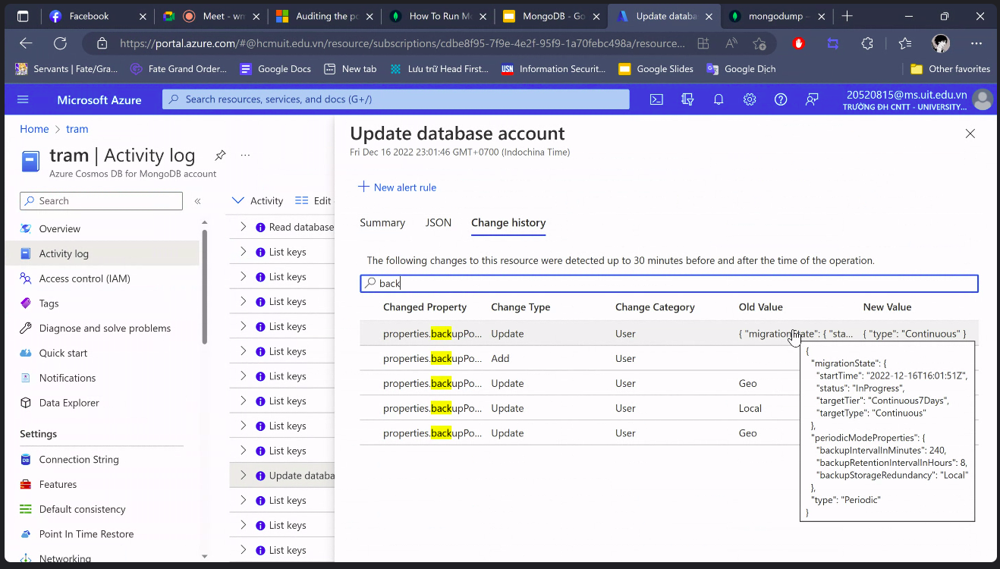 Facebook
Meet - wn
Auditing the po
How To Run Mo
MongoDB - Go
Update databa
mongodump -
https://portal.azure.com/#@hcmuit.edu.vn/resource/subscriptions/cdbe8f95-7f9e-4e2f-95f9-1a70febc498a/resource...
Servants | Fate/Gra...
Fate Grand Order...
Google Docs
New tab
Lưu trữ Head First...
USN Information Securit...
Google Slides
Google Dịch
Other favorites
Microsoft Azure
Search resources, services, and docs (G+/)
20520815@ms.uit.edu.vn
TRƯỜNG ĐH CNTT - UNIVERSITY...
Home > tram
tram | Activity log
...
Azure Cosmos DB for MongoDB account
Search
«
Overview
Activity log
Access control (IAM)
Tags
Diagnose and solve problems
Quick start
Notifications
Data Explorer
Settings
Connection String
Features
Default consistency
Point In Time Restore
Networking
Activity
Edit
Read database
List keys
List keys
List keys
List keys
List keys
List keys
List keys
List keys
List keys
Update databa
List keys
List keys
List keys
Update database account
Fri Dec 16 2022 23:01:46 GMT+0700 (Indochina Time)
New alert rule
Summary JSON Change history
The following changes to this resource were detected up to 30 minutes before and after the time of the operation.
back
Changed Property Change Type Change Category Old Value New Value
properties.backupPo... Update User { "migrationState": { "sta... { "type": "Continuous" }
properties.backupPo... Add User
properties.backupPo... Update User Geo
properties.backupPo... Update User Local
properties.backupPo... Update User Geo
{
"migrationState": {
"startTime": "2022-12-16T16:01:51Z",
"status": "InProgress",
"targetTier": "Continuous7Days",
"targetType": "Continuous"
},
"periodicModeProperties": {
"backupIntervalInMinutes": 240,
"backupRetentionIntervalInHours": 8,
"backupStorageRedundancy": "Local"
},
"type": "Periodic"
}